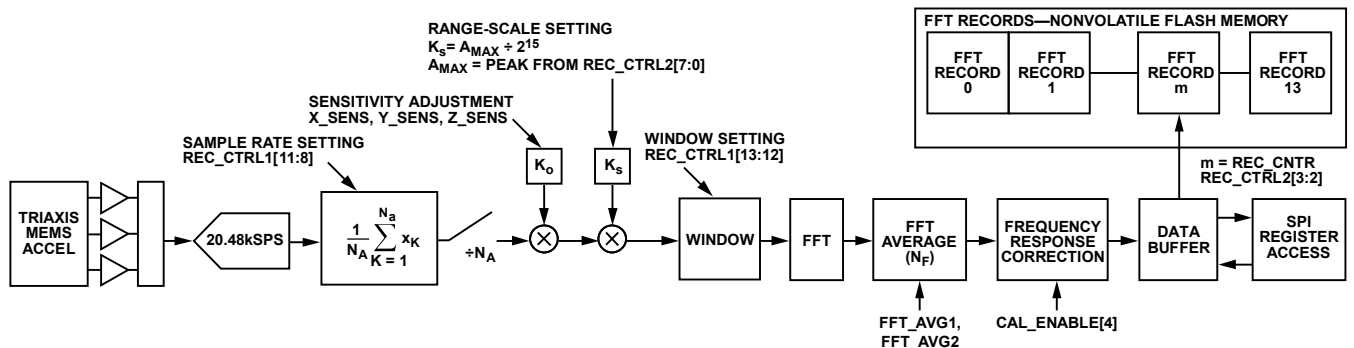 FFT RECORDS—NONVOLATILE FLASH MEMORY
FFT
RECORD
0
FFT
RECORD
1
FFT
RECORD
m
FFT
RECORD
13
RANGE-SCALE SETTING
Ks= AMAX ÷ 2¹⁵
AMAX = PEAK FROM REC_CTRL2[7:0]
SENSITIVITY ADJUSTMENT
X_SENS, Y_SENS, Z_SENS
SAMPLE RATE SETTING
REC_CTRL1[11:8]
WINDOW SETTING
REC_CTRL1[13:12]
m = REC_CNTR
REC_CTRL2[3:2]
Ko
Ks
TRIAXIS
MEMS
ACCEL
20.48kSPS
Na
1
NA
∑ xK
K = 1
÷NA
WINDOW
FFT
FFT
AVERAGE
(NF)
FREQUENCY
RESPONSE
CORRECTION
DATA
BUFFER
SPI
REGISTER
ACCESS
FFT_AVG1,
FFT_AVG2
CAL_ENABLE[4]